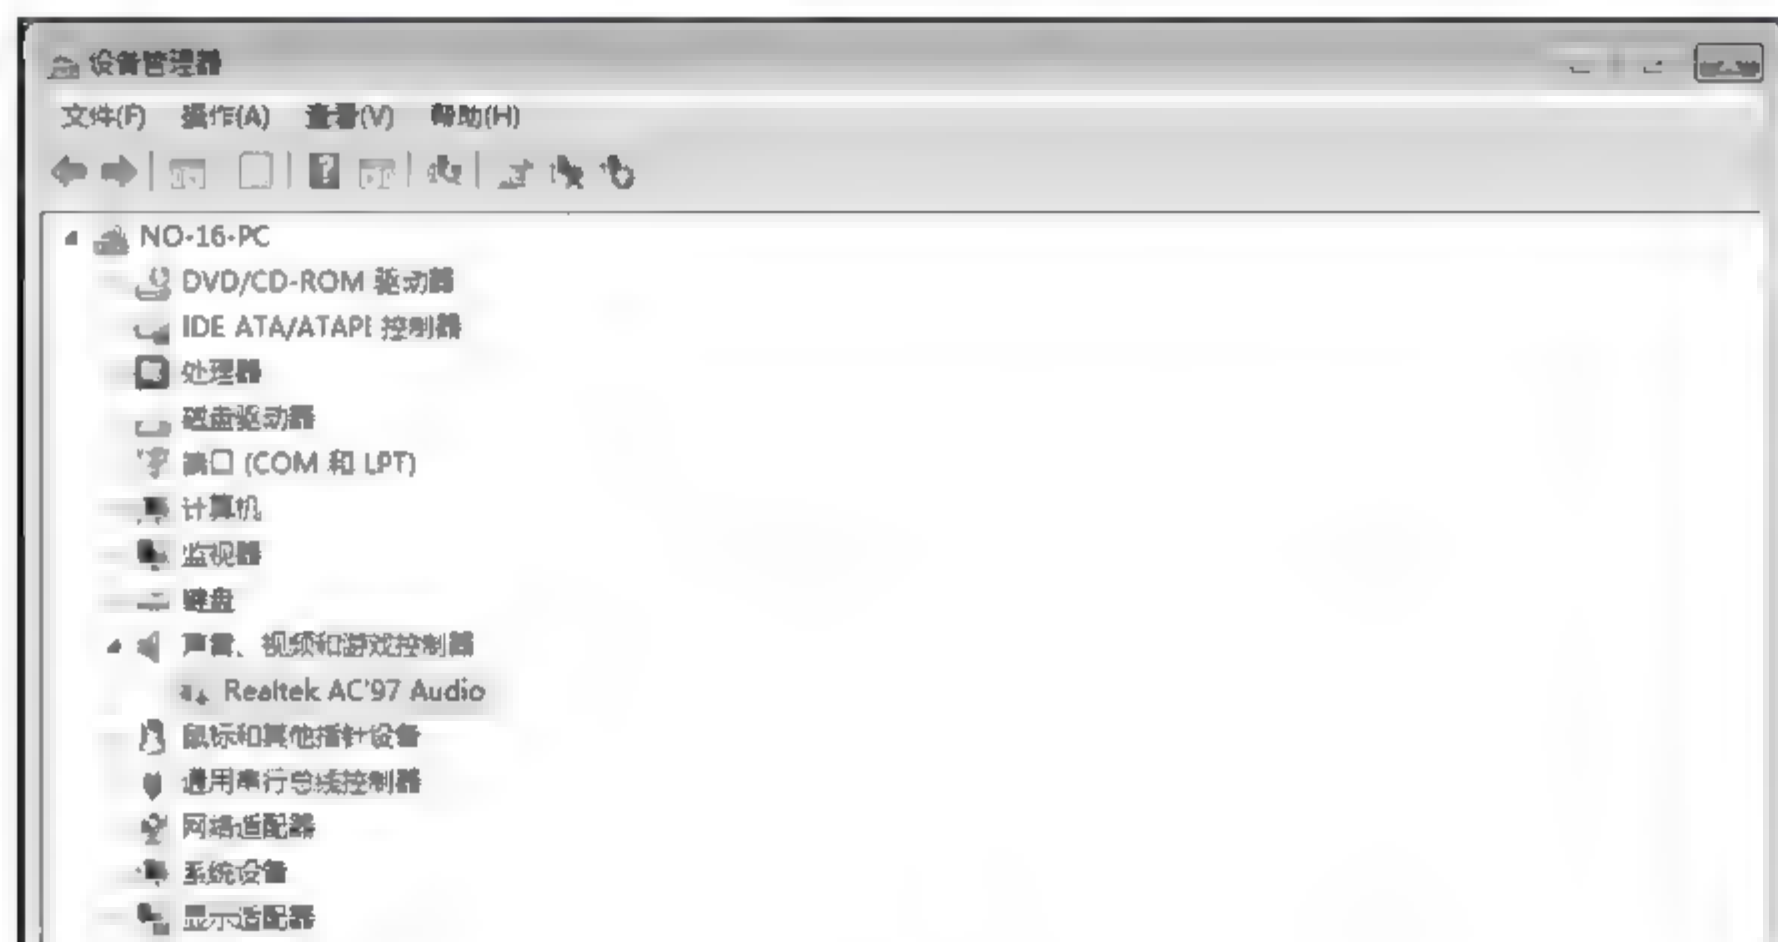 设备管理器
文件(F) 操作(A) 查看(V) 帮助(H)
NO-16-PC
DVD/CD-ROM 驱动器
IDE ATA/ATAPI 控制器
处理器
磁盘驱动器
端口 (COM 和 LPT)
计算机
监视器
键盘
声音、视频和游戏控制器
Realtek AC'97 Audio
鼠标和其他指针设备
通用串行总线控制器
网络适配器
系统设备
显示适配器